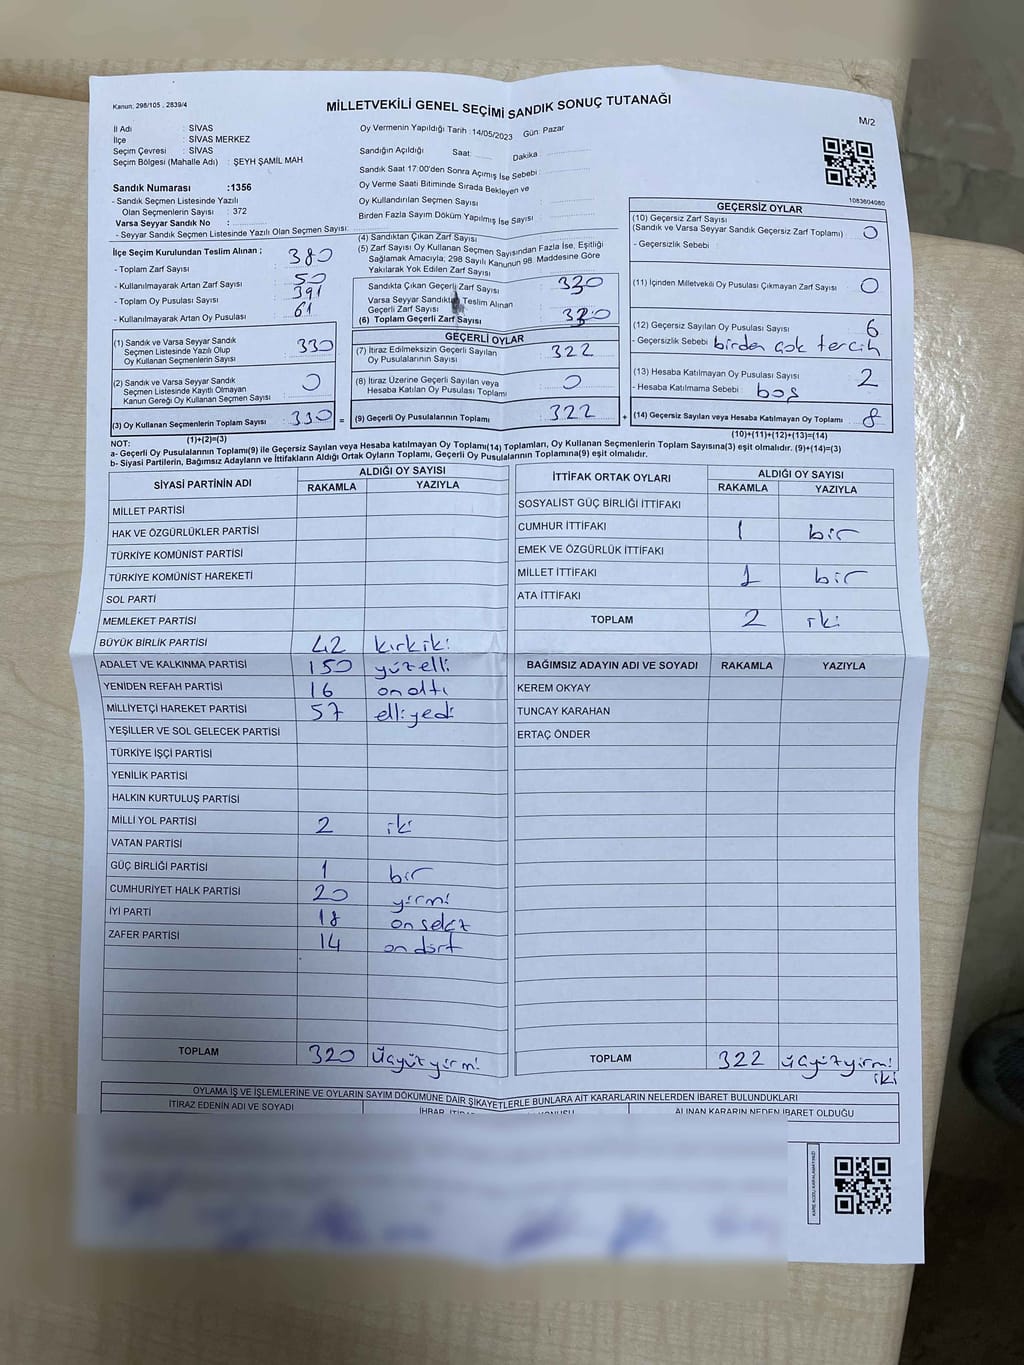 Kanun: 298/105 , 2839/4
MİLLETVEKİLİ GENEL SEÇİMİ SANDIK SONUÇ TUTANAĞI
M/2
İl Adı : SİVAS
İlçe : SİVAS MERKEZ
Seçim Çevresi : SİVAS
Seçim Bölgesi (Mahalle Adı) : ŞEYH ŞAMİL MAH.
Oy Vermenin Yapıldığı Tarih : 14/05/2023 Gün: Pazar
Sandığın Açıldığı Saat: Dakika :
Sandık Saat 17:00'den Sonra Açımış İse Sebebi :
Oy Verme Saati Bitiminde Sırada Bekleyen ve
Oy Kullandırılan Seçmen Sayısı :
Birden Fazla Sayım Döküm Yapılmış İse Sayısı :
1083604080
Sandık Numarası :1356
- Sandık Seçmen Listesinde Yazılı
Olan Seçmenlerin Sayısı : 372
Varsa Seyyar Sandık No :
- Seyyar Sandık Seçmen Listesinde Yazılı Olan Seçmen Sayısı:
İlçe Seçim Kurulundan Teslim Alınan ;
- Toplam Zarf Sayısı : 380
- Kullanılmayarak Artan Zarf Sayısı : 50
- Toplam Oy Pusulası Sayısı : 391
- Kullanılmayarak Artan Oy Pusulası : 61
(1) Sandık ve Varsa Seyyar Sandık
Seçmen Listesinde Yazılı Olup
Oy Kullanan Seçmenlerin Sayısı : 330
(2) Sandık ve Varsa Seyyar Sandık
Seçmen Listesinde Kayıtlı Olmayan
Kanun Gereği Oy Kullanan Seçmen Sayısı : 0
(3) Oy Kullanan Seçmenlerin Toplam Sayısı : 330 =
(1)+(2)=(3)
(4) Sandıktan Çıkan Zarf Sayısı
(5) Zarf Sayısı Oy Kullanan Seçmen Sayısından Fazla İse, Eşitliği
Sağlamak Amacıyla; 298 Sayılı Kanunun 98. Maddesine Göre
Yakılarak Yok Edilen Zarf Sayısı
Sandıkta Çıkan Geçerli Zarf Sayısı : 330
Varsa Seyyar Sandıktan Teslim Alınan
Geçerli Zarf Sayısı
(6) Toplam Geçerli Zarf Sayısı : 330
GEÇERLİ OYLAR
(7) İtiraz Edilmeksizin Geçerli Sayılan
Oy Pusulalarının Sayısı : 322
(8) İtiraz Üzerine Geçerli Sayılan veya
Hesaba Katılan Oy Pusulası Toplamı : 0
(9) Geçerli Oy Pusulalarının Toplamı : 322 +
GEÇERSİZ OYLAR
(10) Geçersiz Zarf Sayısı
(Sandık ve Varsa Seyyar Sandık Geçersiz Zarf Toplamı) : 0
- Geçersizlik Sebebi :
(11) İçinden Milletvekili Oy Pusulası Çıkmayan Zarf Sayısı : 0
(12) Geçersiz Sayılan Oy Pusulası Sayısı : 6
- Geçersizlik Sebebi : birden çok tercih
(13) Hesaba Katılmayan Oy Pusulası Sayısı : 2
- Hesaba Katılmama Sebebi : boş
(14) Geçersiz Sayılan veya Hesaba Katılmayan Oy Toplamı : 8
(10)+(11)+(12)+(13)=(14)
NOT:
a- Geçerli Oy Pusulalarının Toplamı(9) ile Geçersiz Sayılan veya Hesaba katılmayan Oy Toplamı(14) Toplamları, Oy Kullanan Seçmenlerin Toplam Sayısına(3) eşit olmalıdır. (9)+(14)=(3)
b- Siyasi Partilerin, Bağımsız Adayların ve İttifakların Aldığı Ortak Oyların Toplamı, Geçerli Oy Pusulalarının Toplamına(9) eşit olmalıdır.
SİYASİ PARTİNİN ADI ALDIĞI OY SAYISI
RAKAMLA YAZIYLA
MİLLET PARTİSİ
HAK VE ÖZGÜRLÜKLER PARTİSİ
TÜRKİYE KOMÜNİST PARTİSİ
TÜRKİYE KOMÜNİST HAREKETİ
SOL PARTİ
MEMLEKET PARTİSİ
BÜYÜK BİRLİK PARTİSİ 42 kırkiki
ADALET VE KALKINMA PARTİSİ 150 yüzelli
YENİDEN REFAH PARTİSİ 16 onaltı
MİLLİYETÇİ HAREKET PARTİSİ 57 elliyedi
YEŞİLLER VE SOL GELECEK PARTİSİ
TÜRKİYE İŞÇİ PARTİSİ
YENİLİK PARTİSİ
HALKIN KURTULUŞ PARTİSİ
MİLLİ YOL PARTİSİ 2 iki
VATAN PARTİSİ
GÜÇ BİRLİĞİ PARTİSİ 1 bir
CUMHURİYET HALK PARTİSİ 20 yirmi
İYİ PARTİ 18 onsekiz
ZAFER PARTİSİ 14 ondört
TOPLAM 320 üçyüzyirmi
İTTİFAK ORTAK OYLARI ALDIĞI OY SAYISI
RAKAMLA YAZIYLA
SOSYALİST GÜÇ BİRLİĞİ İTTİFAKI
CUMHUR İTTİFAKI 1 bir
EMEK VE ÖZGÜRLÜK İTTİFAKI
MİLLET İTTİFAKI 1 bir
ATA İTTİFAKI
TOPLAM 2 iki
BAĞIMSIZ ADAYIN ADI VE SOYADI RAKAMLA YAZIYLA
KEREM OKYAY
TUNCAY KARAHAN
ERTAÇ ÖNDER
TOPLAM 322 üçyüzyirmi
iki
OYLAMA İŞ VE İŞLEMLERİNE VE OYLARIN SAYIM DÖKÜMÜNE DAİR ŞİKAYETLERLE BUNLARA AİT KARARLARIN NELERDEN İBARET BULUNDUKLARI
İTİRAZ EDENİN ADI VE SOYADI
ALINAN KARARIN NEDEN İBARET OLDUĞU